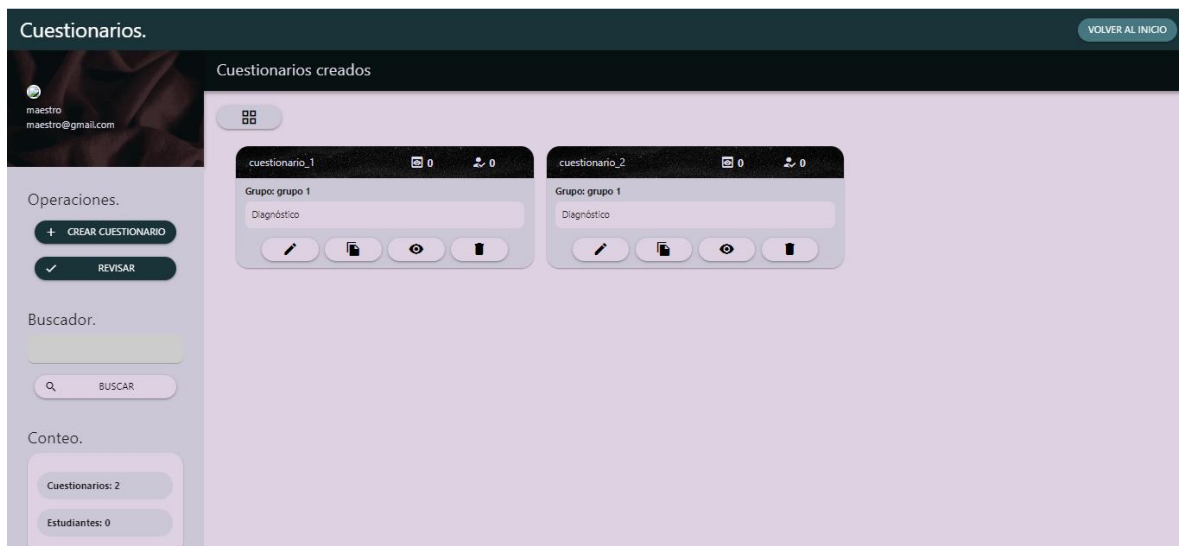 Cuestionarios.
VOLVER AL INICIO
maestro
maestro@gmail.com
Operaciones.
+ CREAR CUESTIONARIO
REVISAR
Buscador.
BUSCAR
Conteo.
Cuestionarios: 2
Estudiantes: 0
Cuestionarios creados
cuestionario_1 0 0
Grupo: grupo 1
Diagnóstico
cuestionario_2 0 0
Grupo: grupo 1
Diagnóstico